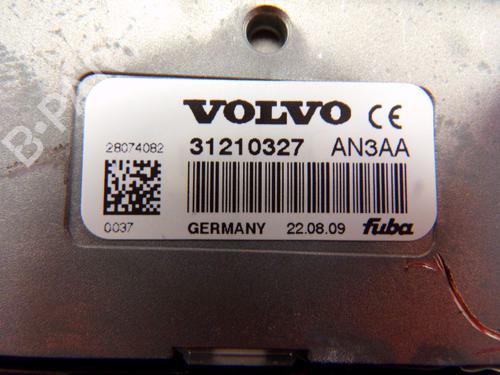 VOLVO CE
28074082 31210327 AN3AA
0037 GERMANY 22.08.09 fuba